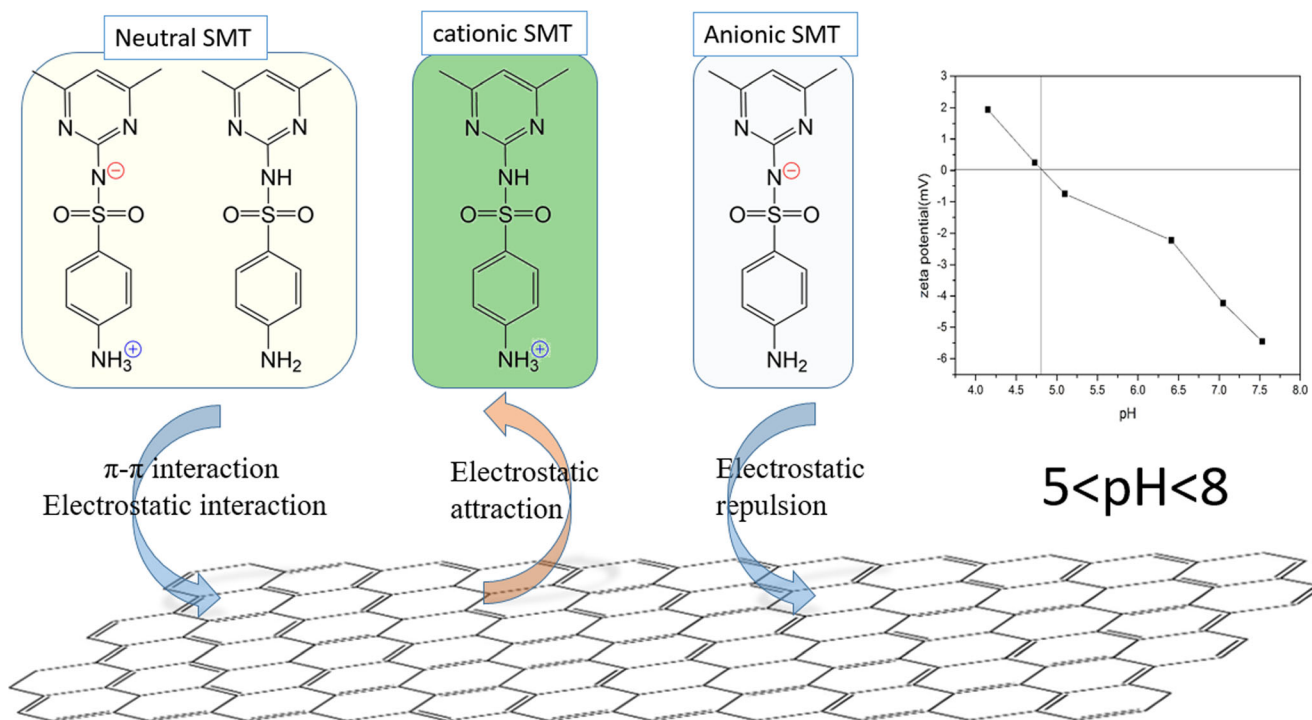 Neutral SMT
cationic SMT
Anionic SMT
N N
N⊖
O=S=O
NH₃⊕
N N
NH
O=S=O
NH₂
N N
NH
O=S=O
NH₃⊕
N N
N⊖
O=S=O
NH₂
zeta potential(mV)
3
2
1
0
-1
-2
-3
-4
-5
-6
4.0 4.5 5.0 5.5 6.0 6.5 7.0 7.5 8.0
pH
π-π interaction
Electrostatic interaction
Electrostatic
attraction
Electrostatic
repulsion
5<pH<8